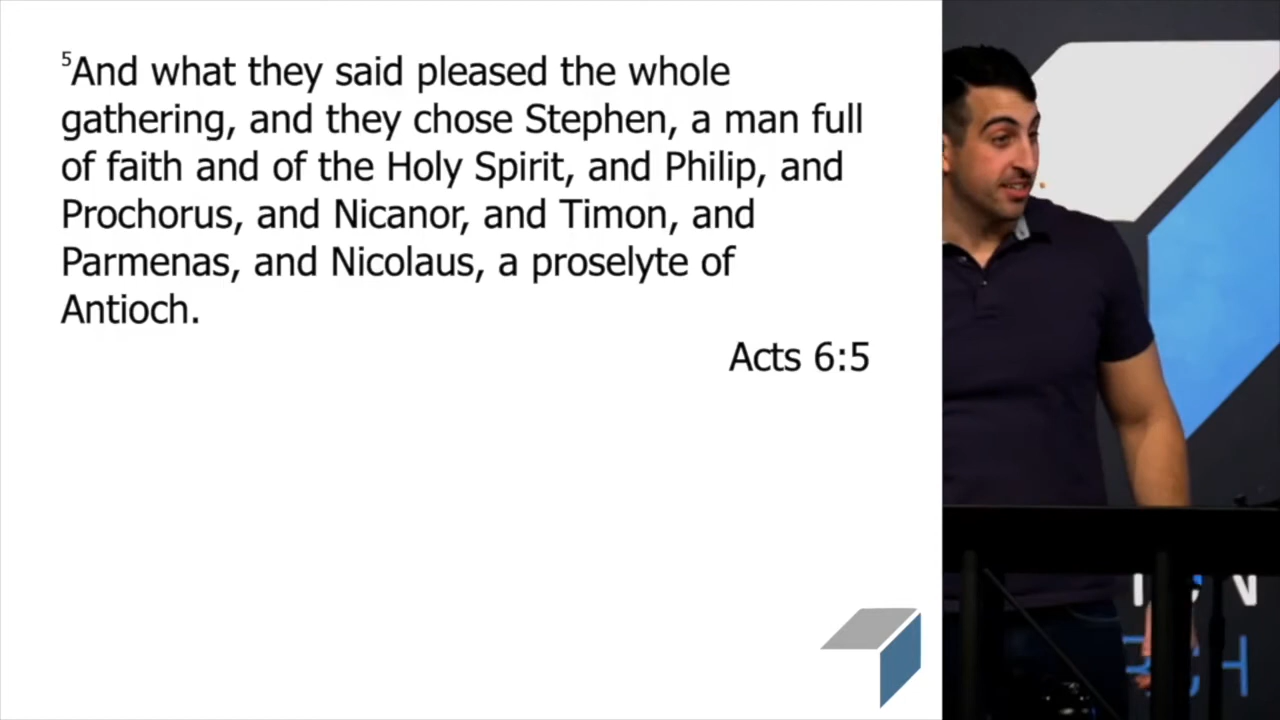 5And what they said pleased the whole
gathering, and they chose Stephen, a man full
of faith and of the Holy Spirit, and Philip, and
Prochorus, and Nicanor, and Timon, and
Parmenas, and Nicolaus, a proselyte of
Antioch.
Acts 6:5